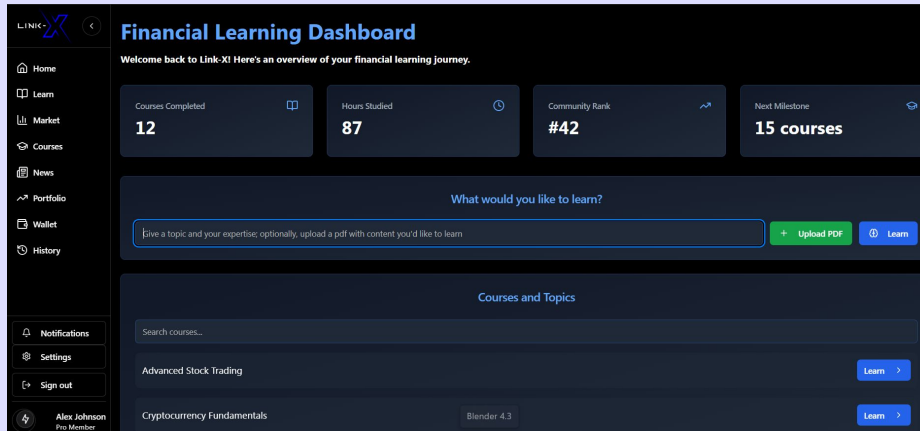 LINK-X
Home
Learn
Market
Courses
News
Portfolio
Wallet
History
Notifications
Settings
Sign out
Alex Johnson
Pro Member
Financial Learning Dashboard
Welcome back to Link-X! Here's an overview of your financial learning journey.
Courses Completed
12
Hours Studied
87
Community Rank
#42
Next Milestone
15 courses
What would you like to learn?
Give a topic and your expertise; optionally, upload a pdf with content you'd like to learn
+ Upload PDF
Learn
Courses and Topics
Search courses...
Advanced Stock Trading
Learn
Cryptocurrency Fundamentals
Blender 4.3
Learn